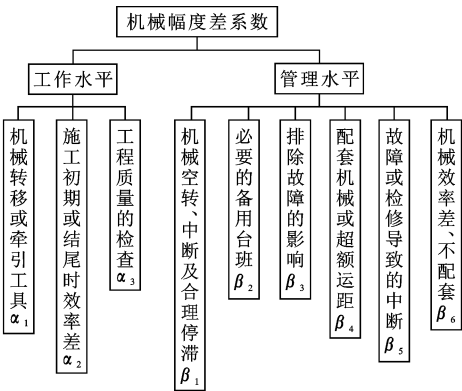 机械幅度差系数
工作水平
管理水平
机械转移或牵引工具α₁
施工初期或结尾时效率差α₂
工程质量的检查α₃
机械空转、中断及合理停滞β₁
必要的备用台班β₂
排除故障的影响β₃
配套机械或超额运距β₄
故障或检修导致的中断β₅
机械效率差、不配套β₆